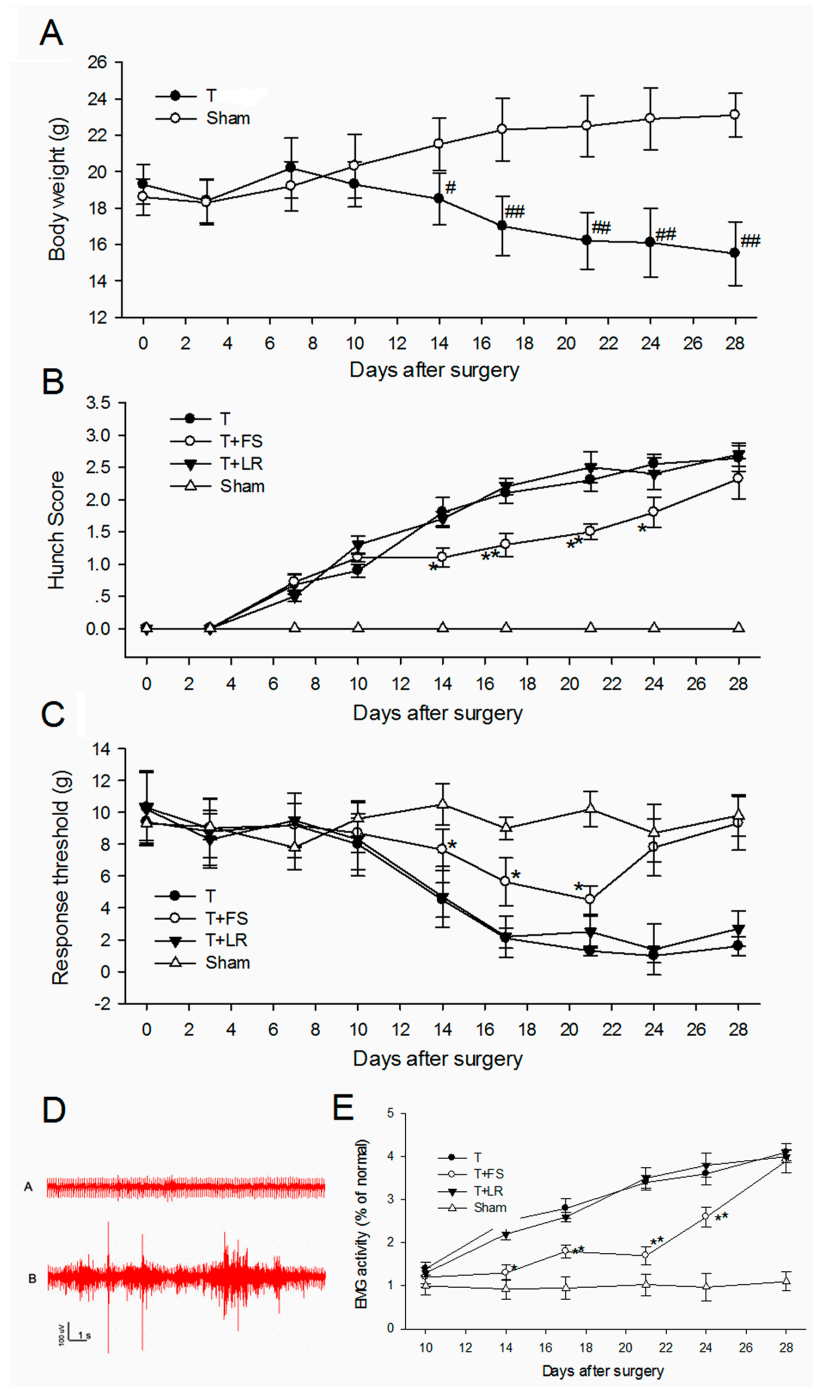 A
26
24
22
20
18
16
14
12
Body weight (g)
T
Sham
#
##
##
##
##
0 2 4 6 8 10 12 14 16 18 20 22 24 26 28
Days after surgery
B
3.5
3.0
2.5
2.0
1.5
1.0
.5
0.0
Hunch Score
T
T+FS
T+LR
Sham
*
**
**
*
0 2 4 6 8 10 12 14 16 18 20 22 24 26 28
Days after surgery
C
14
12
10
8
6
4
2
0
-2
Response threshold (g)
T
T+FS
T+LR
Sham
*
*
*
0 2 4 6 8 10 12 14 16 18 20 22 24 26 28
Days after surgery
D
A
B
100 uV
1 s
E
5
4
3
2
1
0
EMG activity (% of normal)
T
T+FS
T+LR
Sham
*
**
**
**
10 12 14 16 18 20 22 24 26 28
Days after surgery